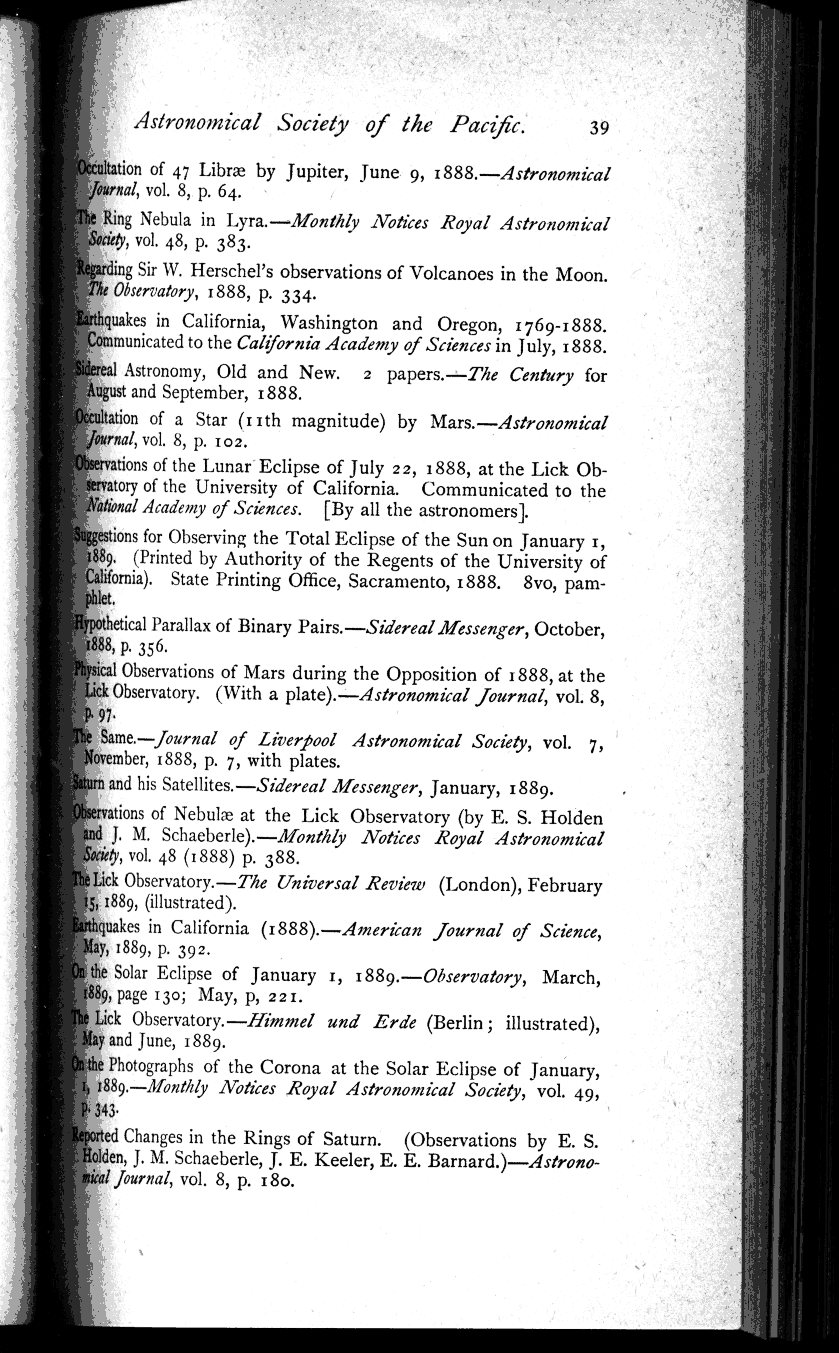 Astronomical Society of the Pacific. 39
Occultation of 47 Libræ by Jupiter, June 9, 1888.—Astronomical
Journal, vol. 8, p. 64.
The Ring Nebula in Lyra.—Monthly Notices Royal Astronomical
Society, vol. 48, p. 383.
Regarding Sir W. Herschel's observations of Volcanoes in the Moon.
The Observatory, 1888, p. 334.
Earthquakes in California, Washington and Oregon, 1769-1888.
Communicated to the California Academy of Sciences in July, 1888.
Sidereal Astronomy, Old and New. 2 papers.—The Century for
August and September, 1888.
Occultation of a Star (11th magnitude) by Mars.—Astronomical
Journal, vol. 8, p. 102.
Observations of the Lunar Eclipse of July 22, 1888, at the Lick Ob-
servatory of the University of California. Communicated to the
National Academy of Sciences. [By all the astronomers].
Suggestions for Observing the Total Eclipse of the Sun on January 1,
1889. (Printed by Authority of the Regents of the University of
California). State Printing Office, Sacramento, 1888. 8vo, pam-
phlet.
Hypothetical Parallax of Binary Pairs.—Sidereal Messenger, October,
1888, p. 356.
Physical Observations of Mars during the Opposition of 1888, at the
Lick Observatory. (With a plate).—Astronomical Journal, vol. 8,
p. 97.
The Same.—Journal of Liverpool Astronomical Society, vol. 7,
November, 1888, p. 7, with plates.
Saturn and his Satellites.—Sidereal Messenger, January, 1889.
Observations of Nebulæ at the Lick Observatory (by E. S. Holden
and J. M. Schaeberle).—Monthly Notices Royal Astronomical
Society, vol. 48 (1888) p. 388.
The Lick Observatory.—The Universal Review (London), February
15, 1889, (illustrated).
Earthquakes in California (1888).—American Journal of Science,
May, 1889, p. 392.
On the Solar Eclipse of January 1, 1889.—Observatory, March,
1889, page 130; May, p, 221.
The Lick Observatory.—Himmel und Erde (Berlin; illustrated),
May and June, 1889.
On the Photographs of the Corona at the Solar Eclipse of January,
1, 1889.—Monthly Notices Royal Astronomical Society, vol. 49,
p. 343.
Reported Changes in the Rings of Saturn. (Observations by E. S.
Holden, J. M. Schaeberle, J. E. Keeler, E. E. Barnard.)—Astrono-
mical Journal, vol. 8, p. 180.